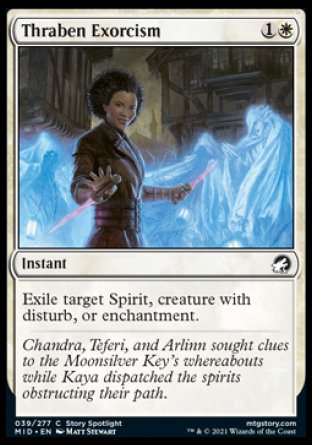 Thraben Exorcism 1
Instant
Exile target Spirit, creature with
disturb, or enchantment.
Chandra, Teferi, and Arlinn sought clues
to the Moonsilver Key's whereabouts
while Kaya dispatched the spirits
obstructing their path.
039/277 C Story Spotlight mtgstory.com
MID • EN Matt Stewart ™ & © 2021 Wizards of the Coast